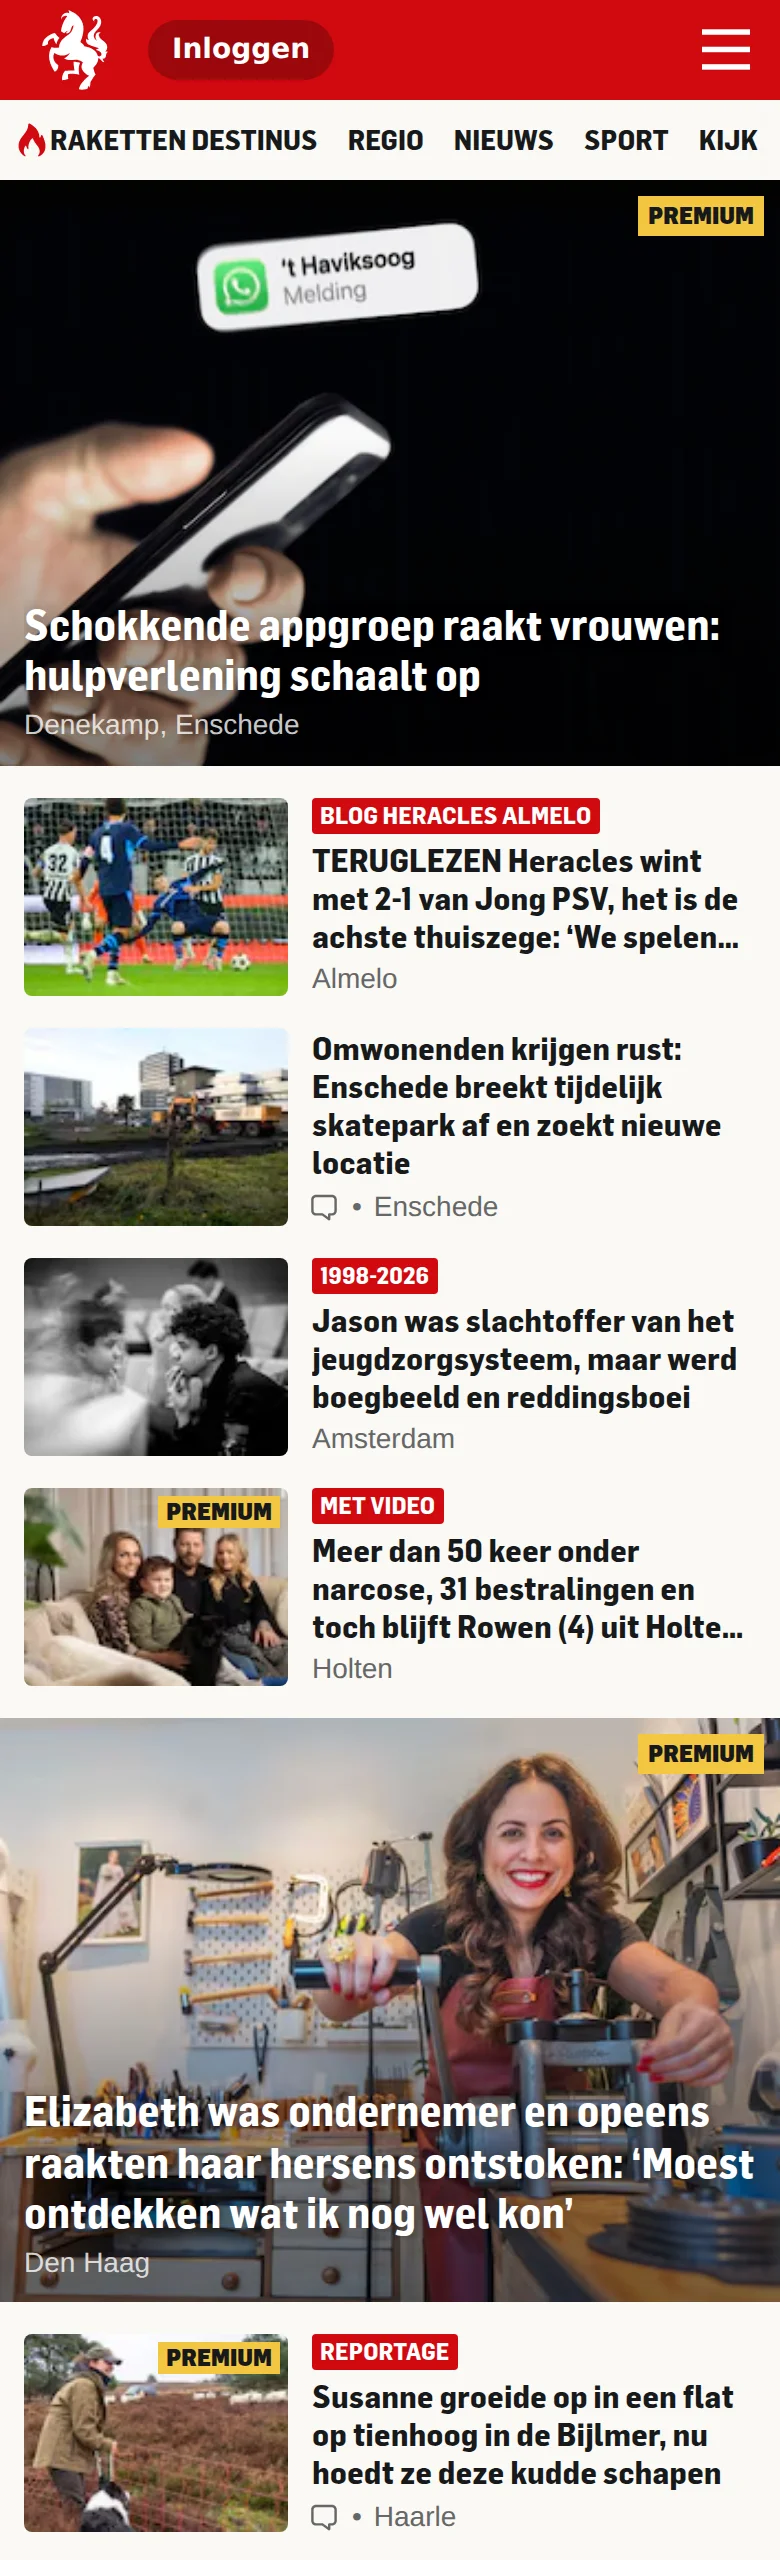 Inloggen
RAKETTEN DESTINUS REGIO NIEUWS SPORT KIJK
PREMIUM
't Haviksoog
Melding
Schokkende appgroep raakt vrouwen:
hulpverlening schaalt op
Denekamp, Enschede
BLOG HERACLES ALMELO
TERUGLEZEN Heracles wint
met 2-1 van Jong PSV, het is de
achste thuiszege: ‘We spelen...
Almelo
32
4
Omwonenden krijgen rust:
Enschede breekt tijdelijk
skatepark af en zoekt nieuwe
locatie
• Enschede
1998-2026
Jason was slachtoffer van het
jeugdzorgsysteem, maar werd
boegbeeld en reddingsboei
Amsterdam
PREMIUM
MET VIDEO
Meer dan 50 keer onder
narcose, 31 bestralingen en
toch blijft Rowen (4) uit Holte...
Holten
PREMIUM
Elizabeth was ondernemer en opeens
raakten haar hersens ontstoken: ‘Moest
ontdekken wat ik nog wel kon’
Den Haag
PREMIUM
REPORTAGE
Susanne groeide op in een flat
op tienhoog in de Bijlmer, nu
hoedt ze deze kudde schapen
• Haarle